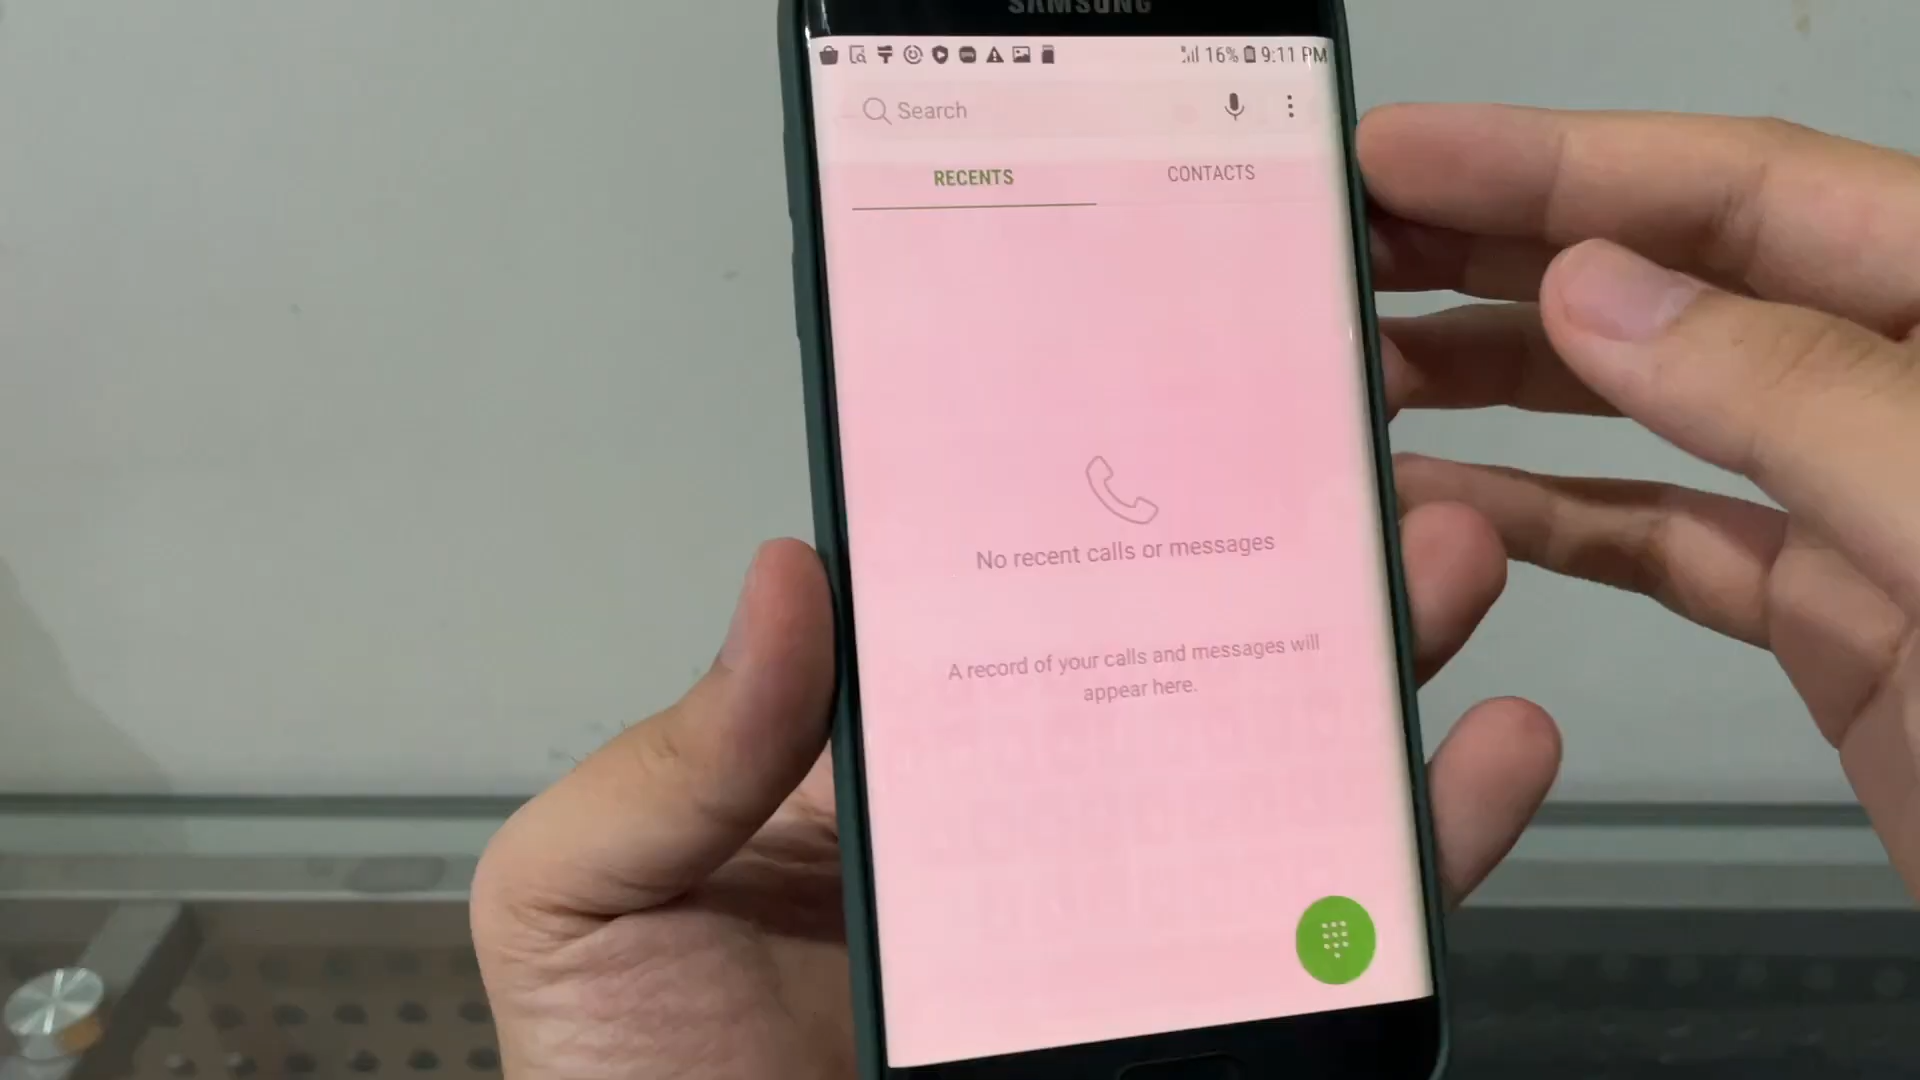 SAMSUNG
16% 9:11 PM
Search
RECENTS
CONTACTS
No recent calls or messages
A record of your calls and messages will
appear here.